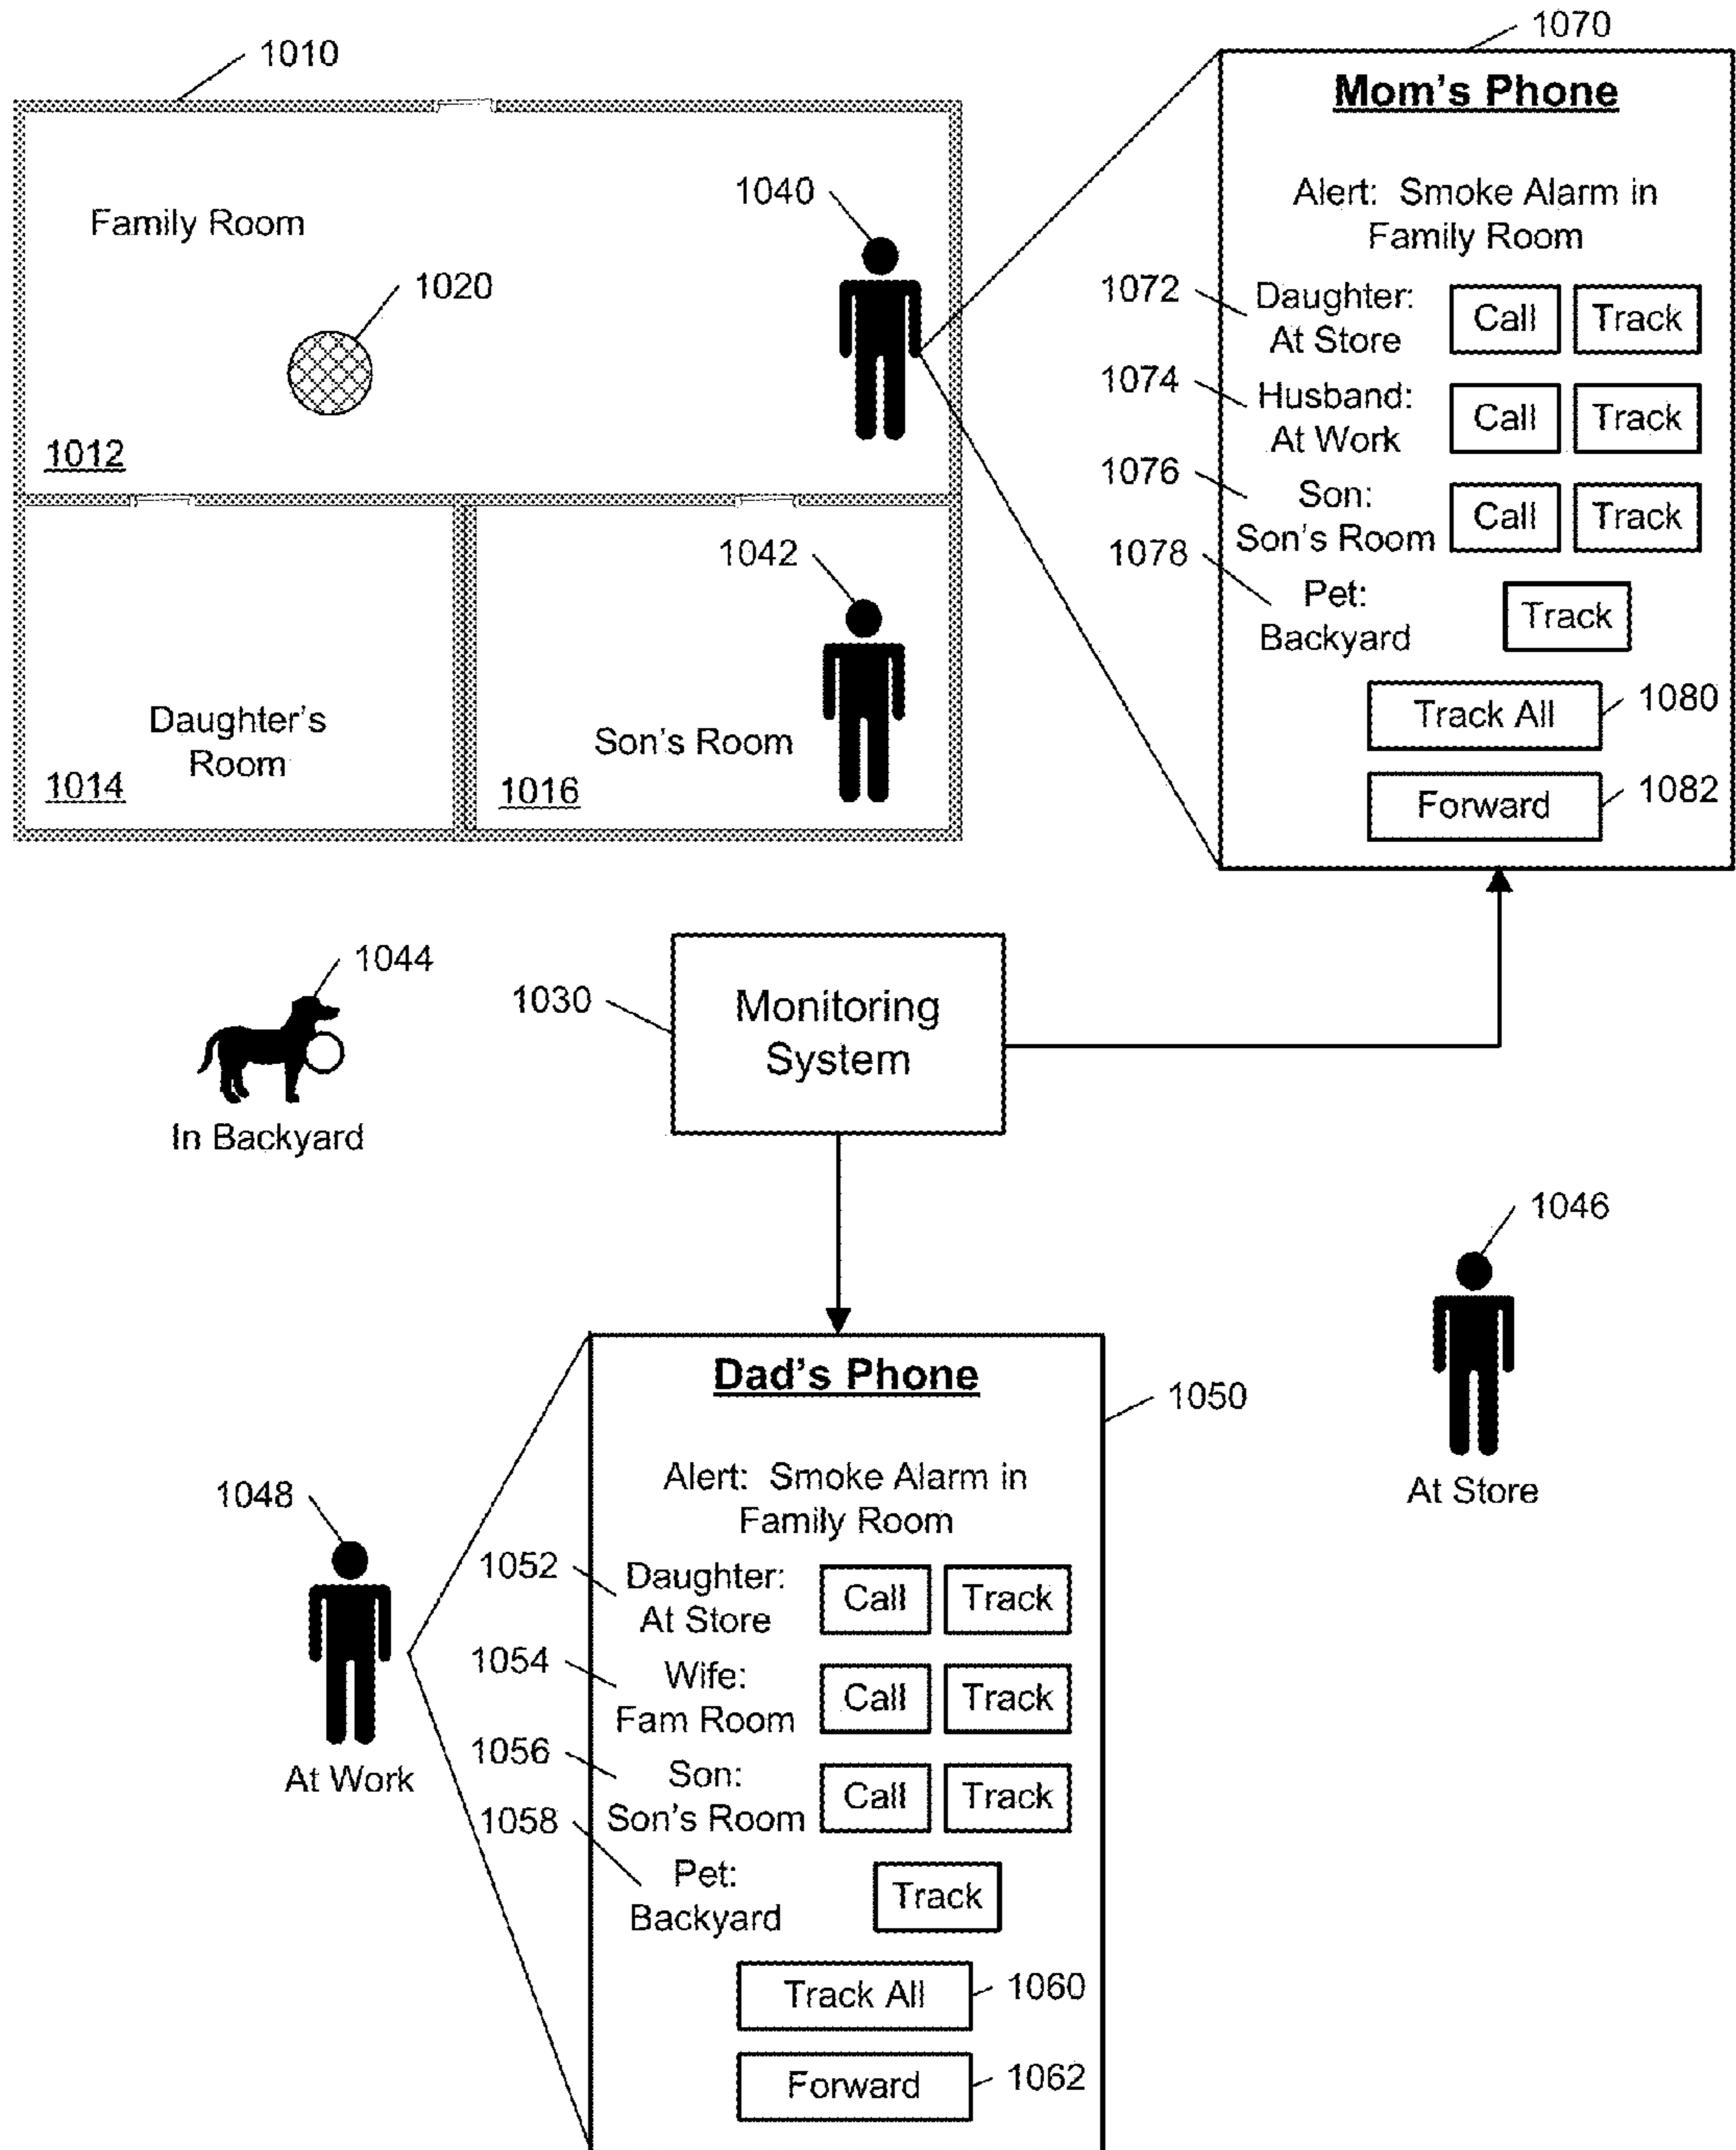 1010
Family Room
1020
1012
1040
Daughter's
Room
1014
1042
Son's Room
1016
1070
Mom's Phone
Alert: Smoke Alarm in
Family Room
1072
Daughter:
At Store
Call Track
1074
Husband:
At Work
Call Track
1076
Son:
Son's Room
Call Track
1078
Pet:
Backyard
Track
Track All
1080
Forward
1082
1044
In Backyard
1030
Monitoring
System
1046
At Store
1048
At Work
Dad's Phone
1050
Alert: Smoke Alarm in
Family Room
1052
Daughter:
At Store
Call Track
1054
Wife:
Fam Room
Call Track
1056
Son:
Son's Room
Call Track
1058
Pet:
Backyard
Track
Track All
1060
Forward
1062